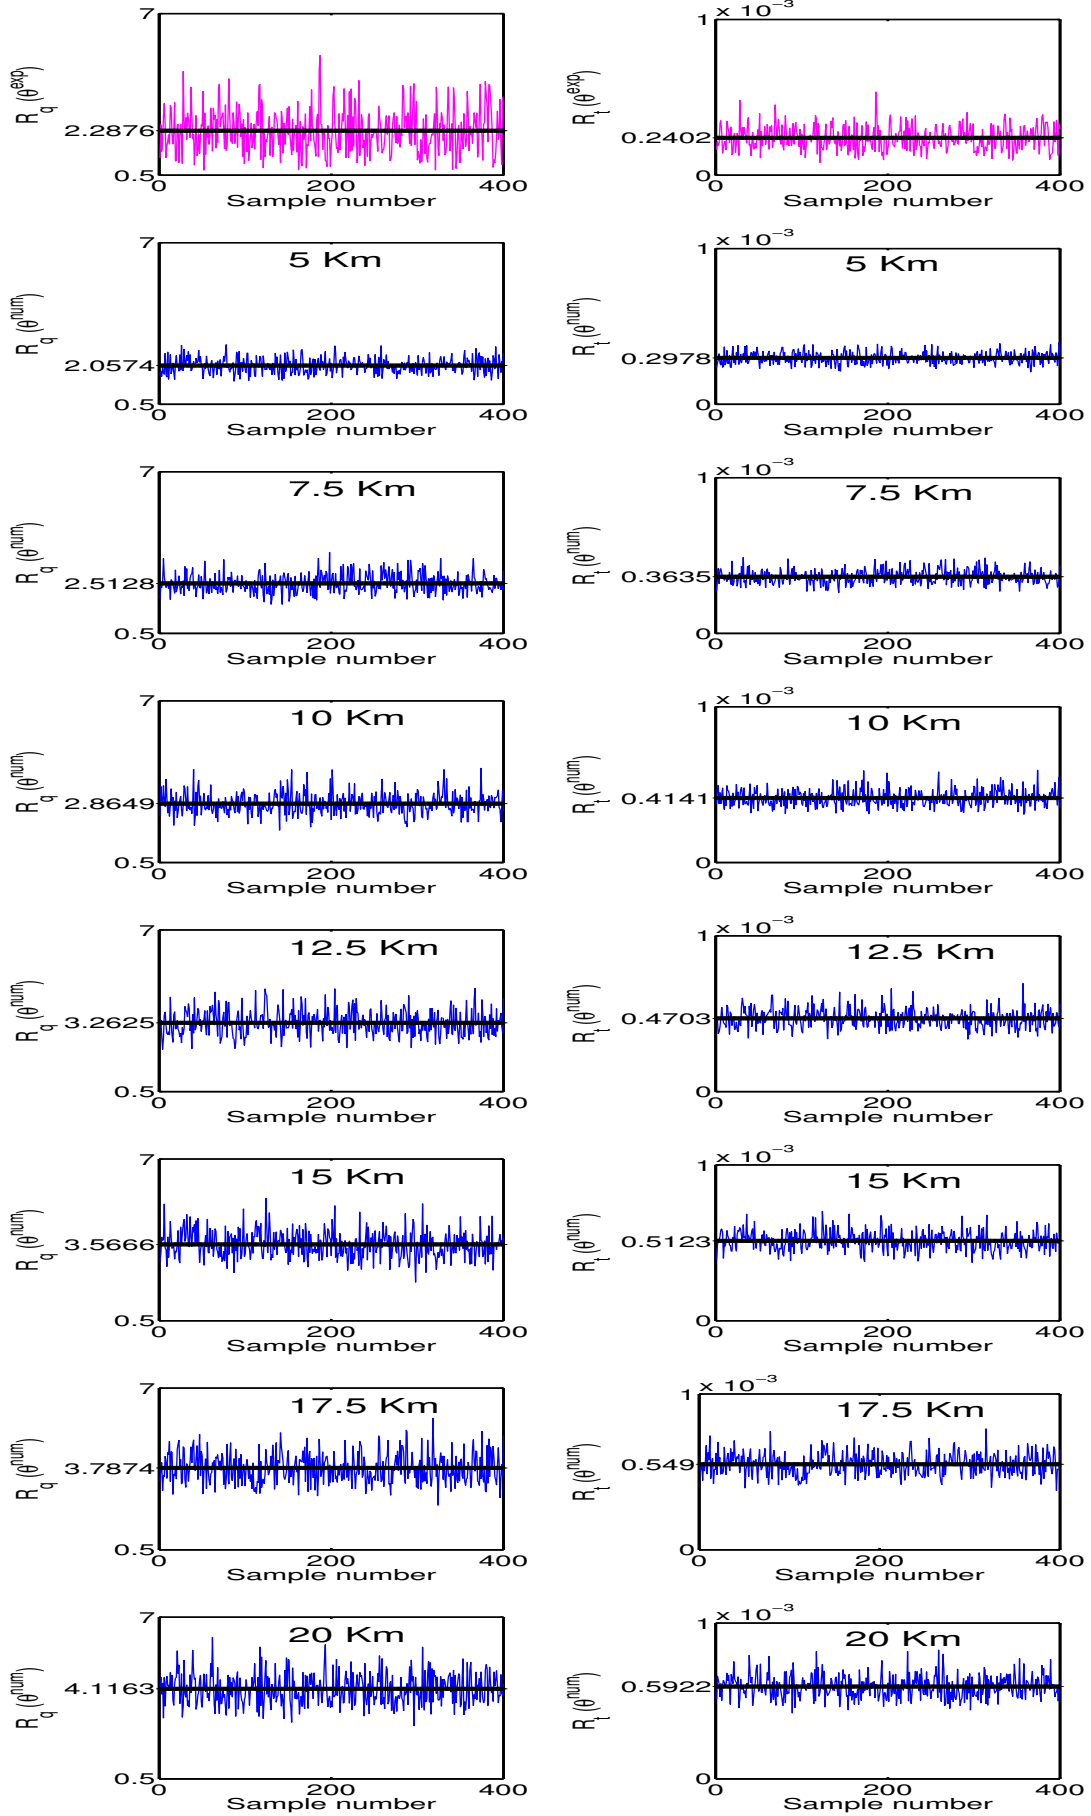 7
R_q (θ^exp)
2.2876
0.5
0 200 400
Sample number
1 x 10^−3
R_t (θ^exp)
0.2402
0
0 200 400
Sample number
7
5 Km
R_q (θ^num)
2.0574
0.5
0 200 400
Sample number
1 x 10^−3
5 Km
R_t (θ^num)
0.2978
0
0 200 400
Sample number
7
7.5 Km
R_q (θ^num)
2.5128
0.5
0 200 400
Sample number
1 x 10^−3
7.5 Km
R_t (θ^num)
0.3635
0
0 200 400
Sample number
7
10 Km
R_q (θ^num)
2.8649
0.5
0 200 400
Sample number
1 x 10^−3
10 Km
R_t (θ^num)
0.4141
0
0 200 400
Sample number
7
12.5 Km
R_q (θ^num)
3.2625
0.5
0 200 400
Sample number
1 x 10^−3
12.5 Km
R_t (θ^num)
0.4703
0
0 200 400
Sample number
7
15 Km
R_q (θ^num)
3.5666
0.5
0 200 400
Sample number
1 x 10^−3
15 Km
R_t (θ^num)
0.5123
0
0 200 400
Sample number
7
17.5 Km
R_q (θ^num)
3.7874
0.5
0 200 400
Sample number
1 x 10^−3
17.5 Km
R_t (θ^num)
0.549
0
0 200 400
Sample number
7
20 Km
R_q (θ^num)
4.1163
0.5
0 200 400
Sample number
1 x 10^−3
20 Km
R_t (θ^num)
0.5922
0
0 200 400
Sample number